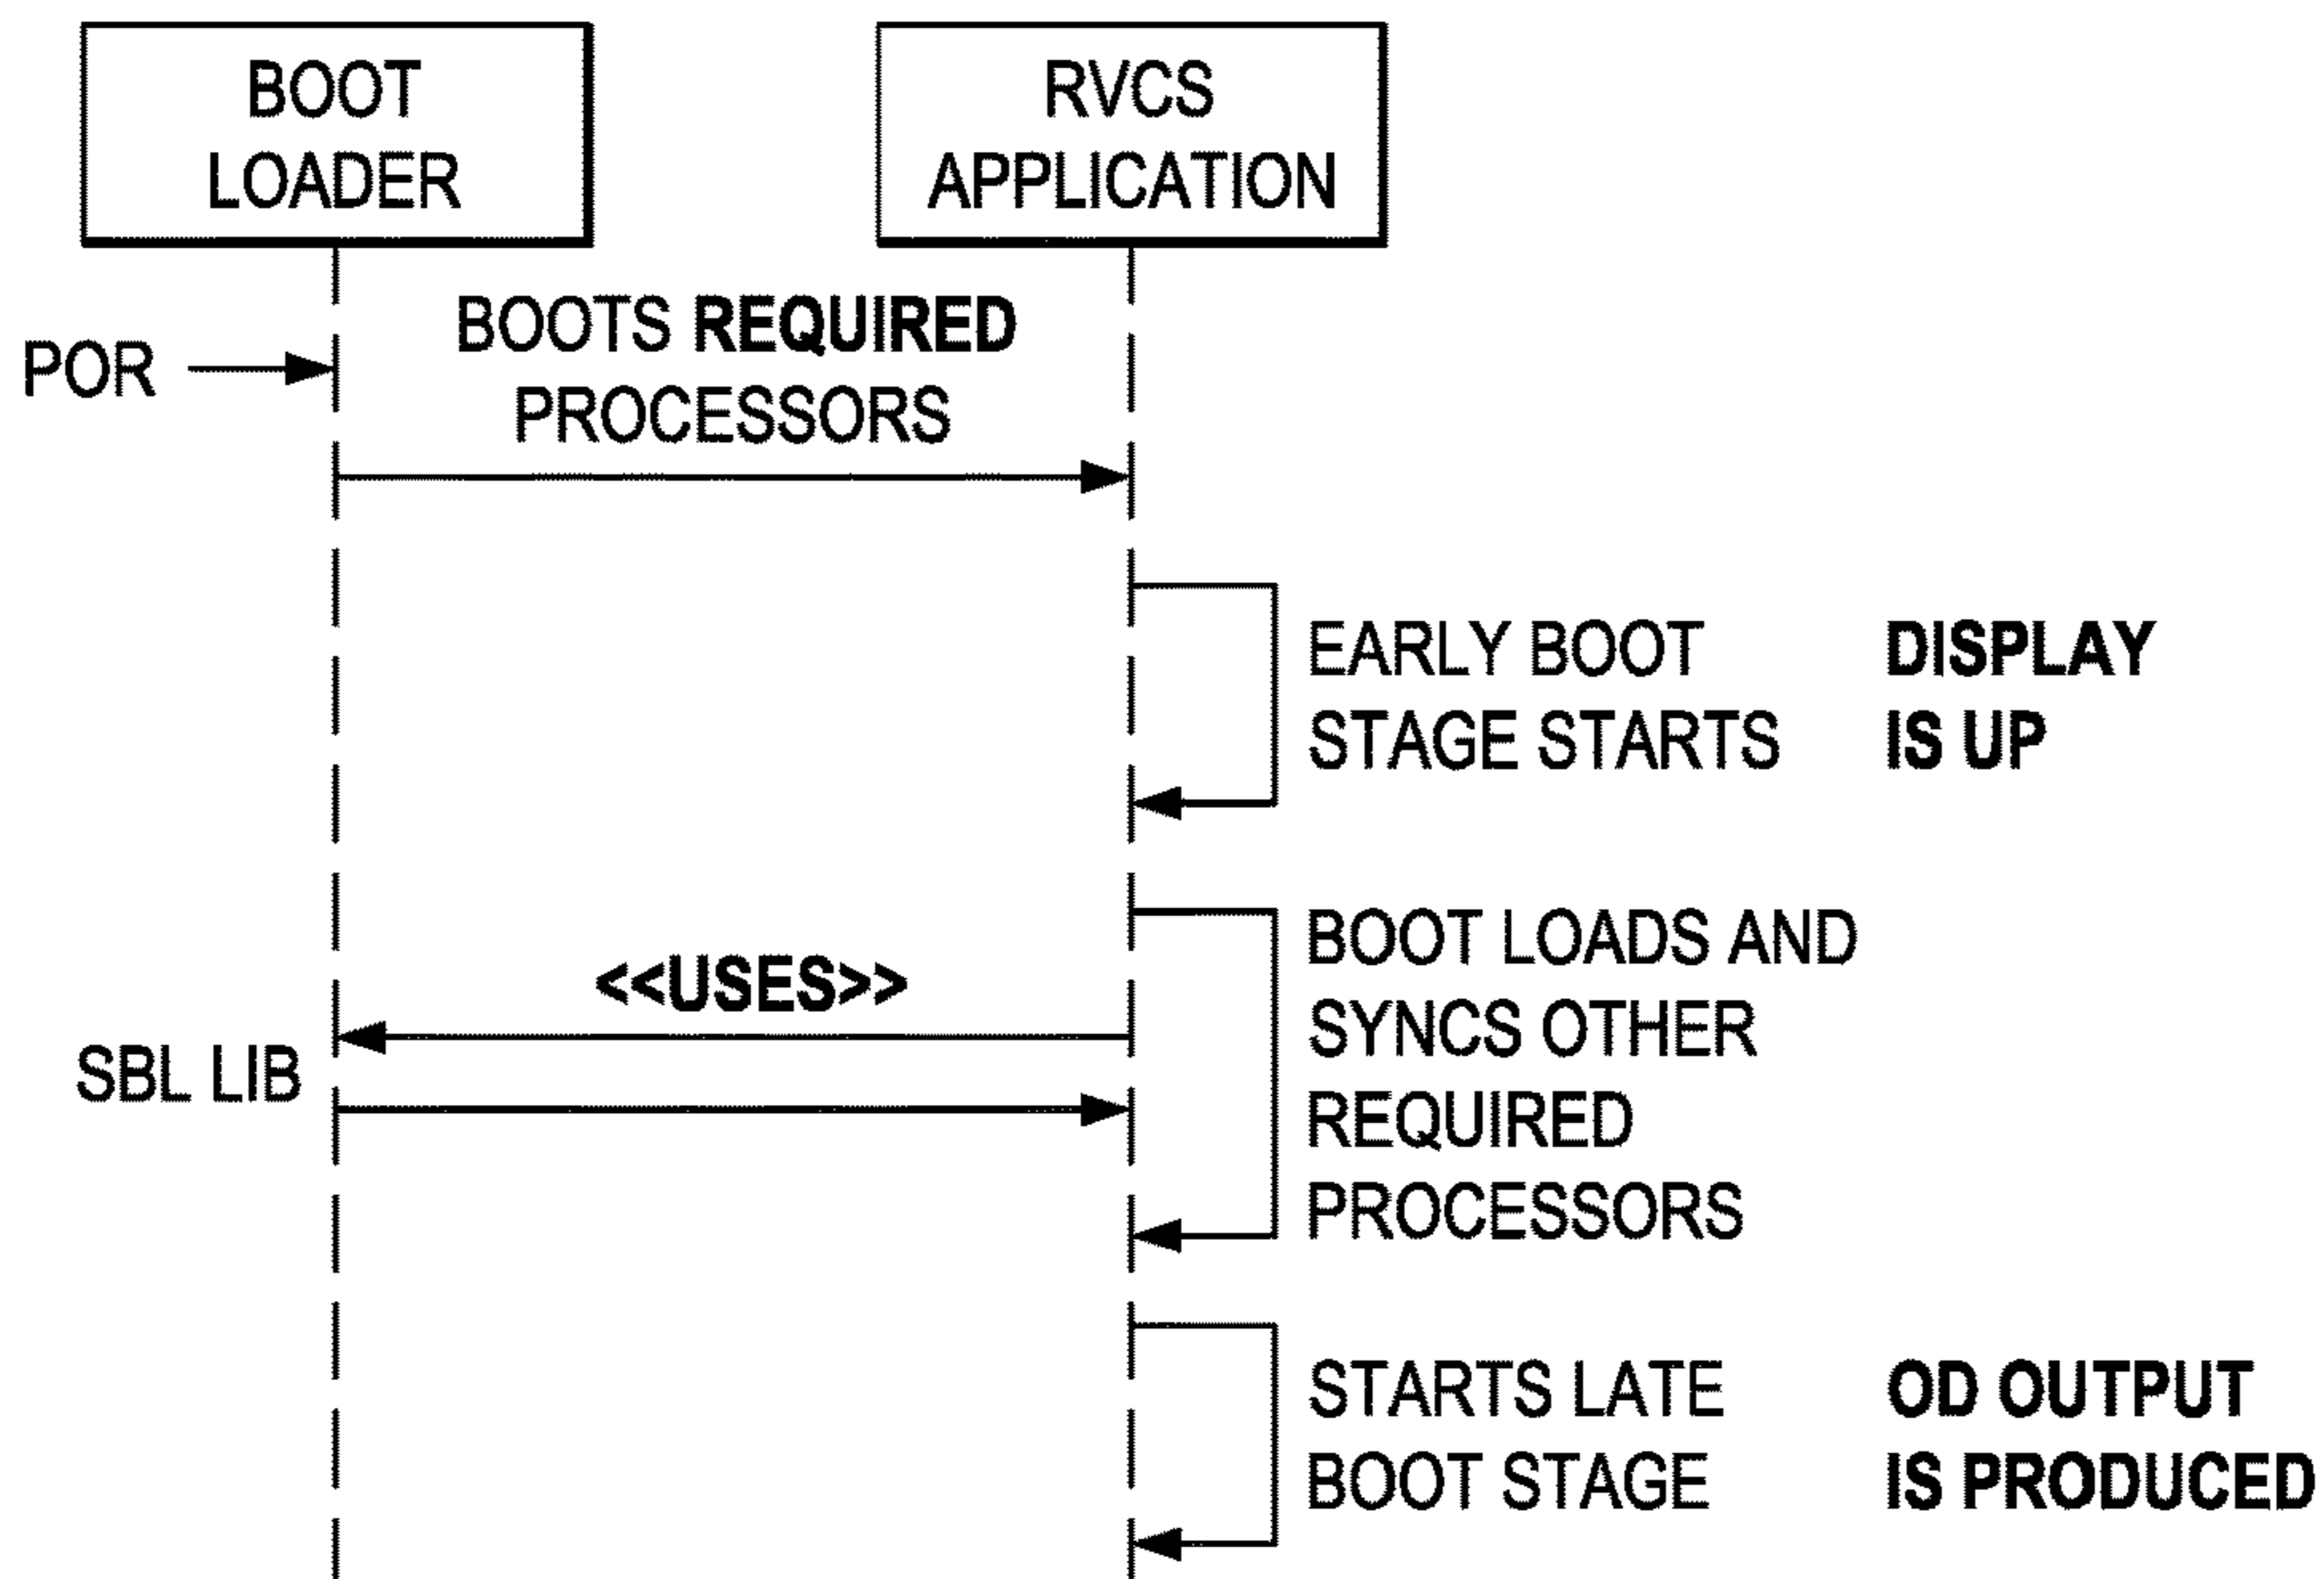 BOOT
LOADER
RVCS
APPLICATION
BOOTS REQUIRED
PROCESSORS
POR
EARLY BOOT
STAGE STARTS
DISPLAY
IS UP
BOOT LOADS AND
SYNCS OTHER
REQUIRED
PROCESSORS
<<USES>>
SBL LIB
STARTS LATE
BOOT STAGE
OD OUTPUT
IS PRODUCED